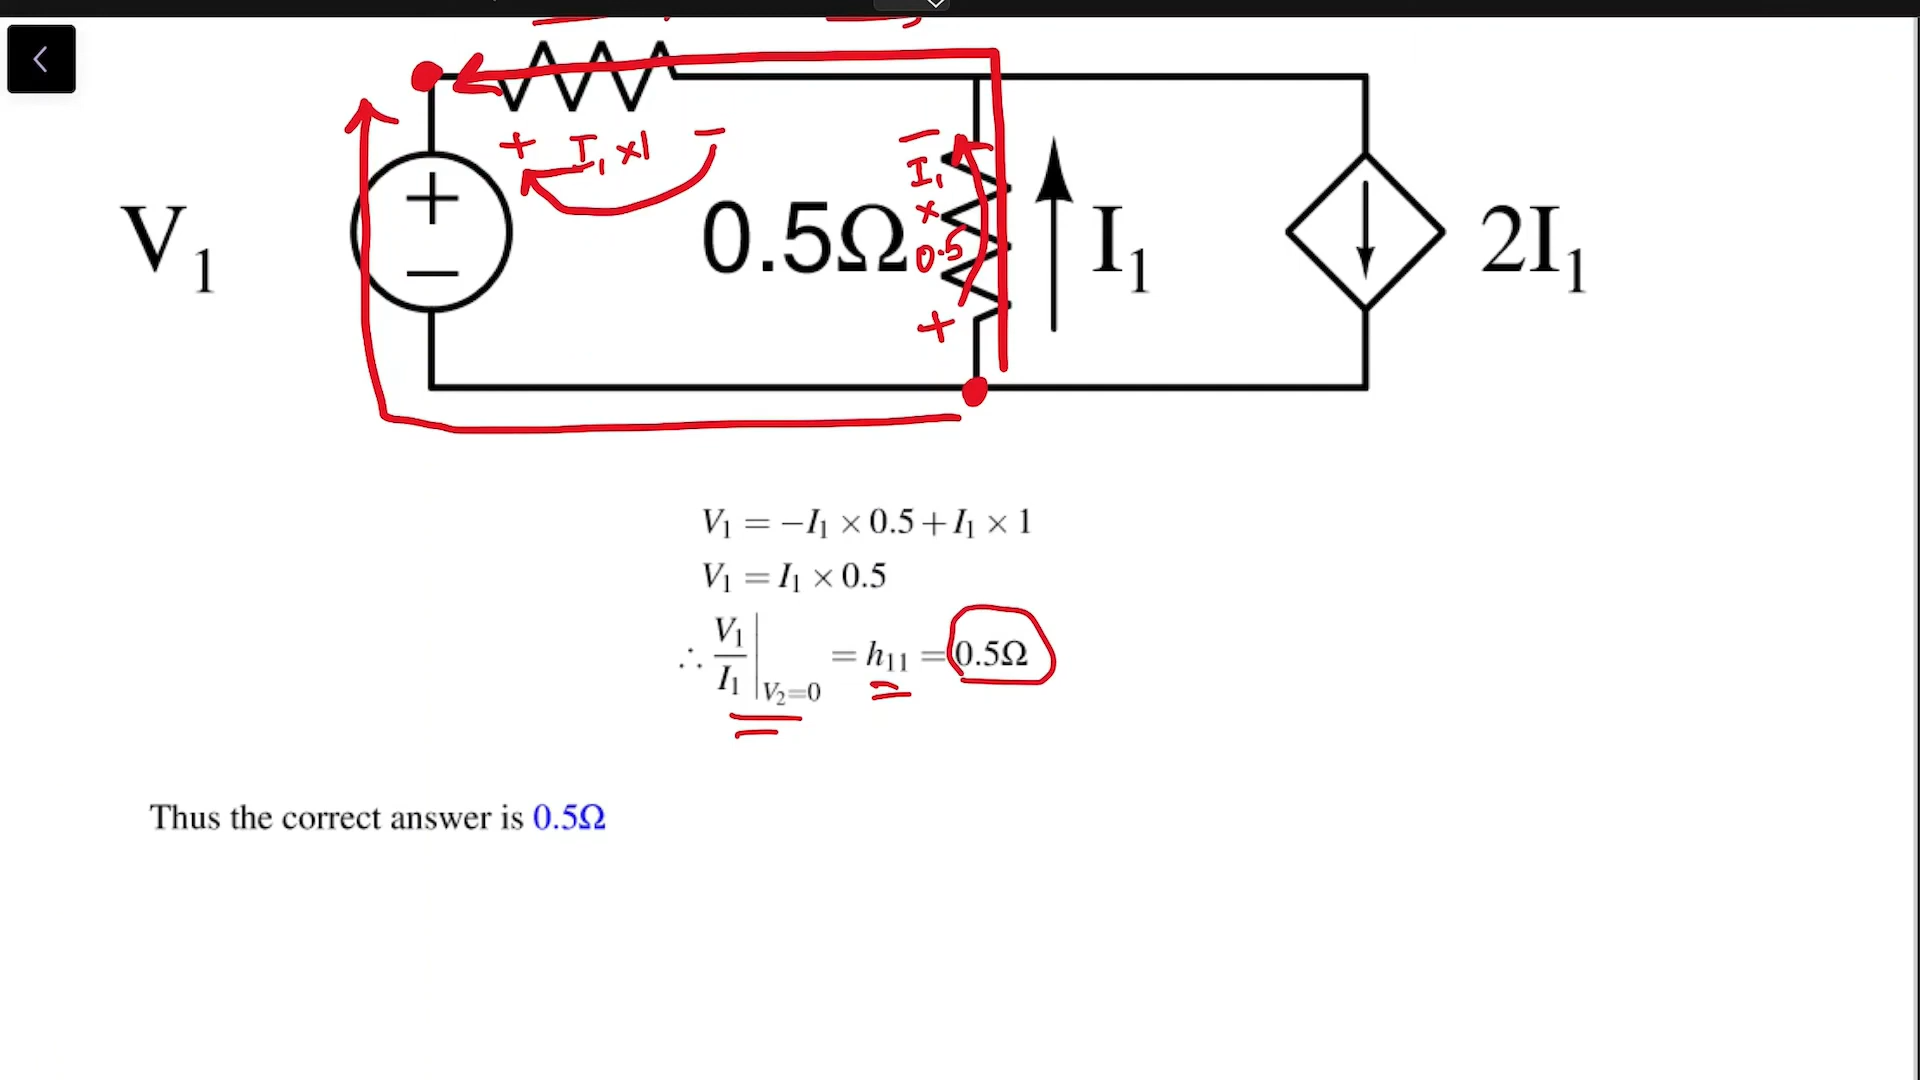 + I₁ ×1 −
− I₁ × 0.5 +
V₁ + − 0.5Ω I₁ 2I₁
V₁ = −I₁ × 0.5 + I₁ × 1
V₁ = I₁ × 0.5
∴ V₁/I₁ |V₂=0 = h₁₁ = 0.5Ω
Thus the correct answer is 0.5Ω